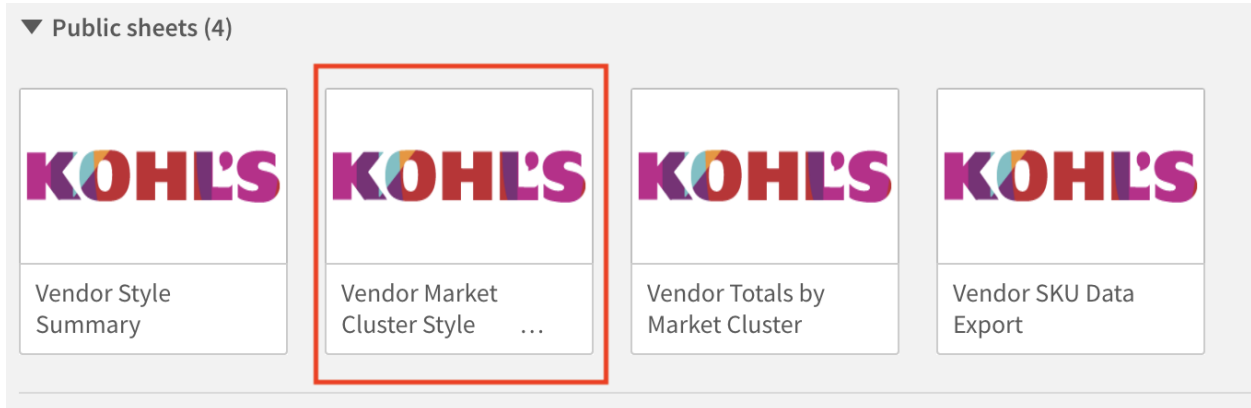 ▼ Public sheets (4)
KOHL'S
KOHL'S
KOHL'S
KOHL'S
Vendor Style
Summary
Vendor Market
Cluster Style ...
Vendor Totals by
Market Cluster
Vendor SKU Data
Export